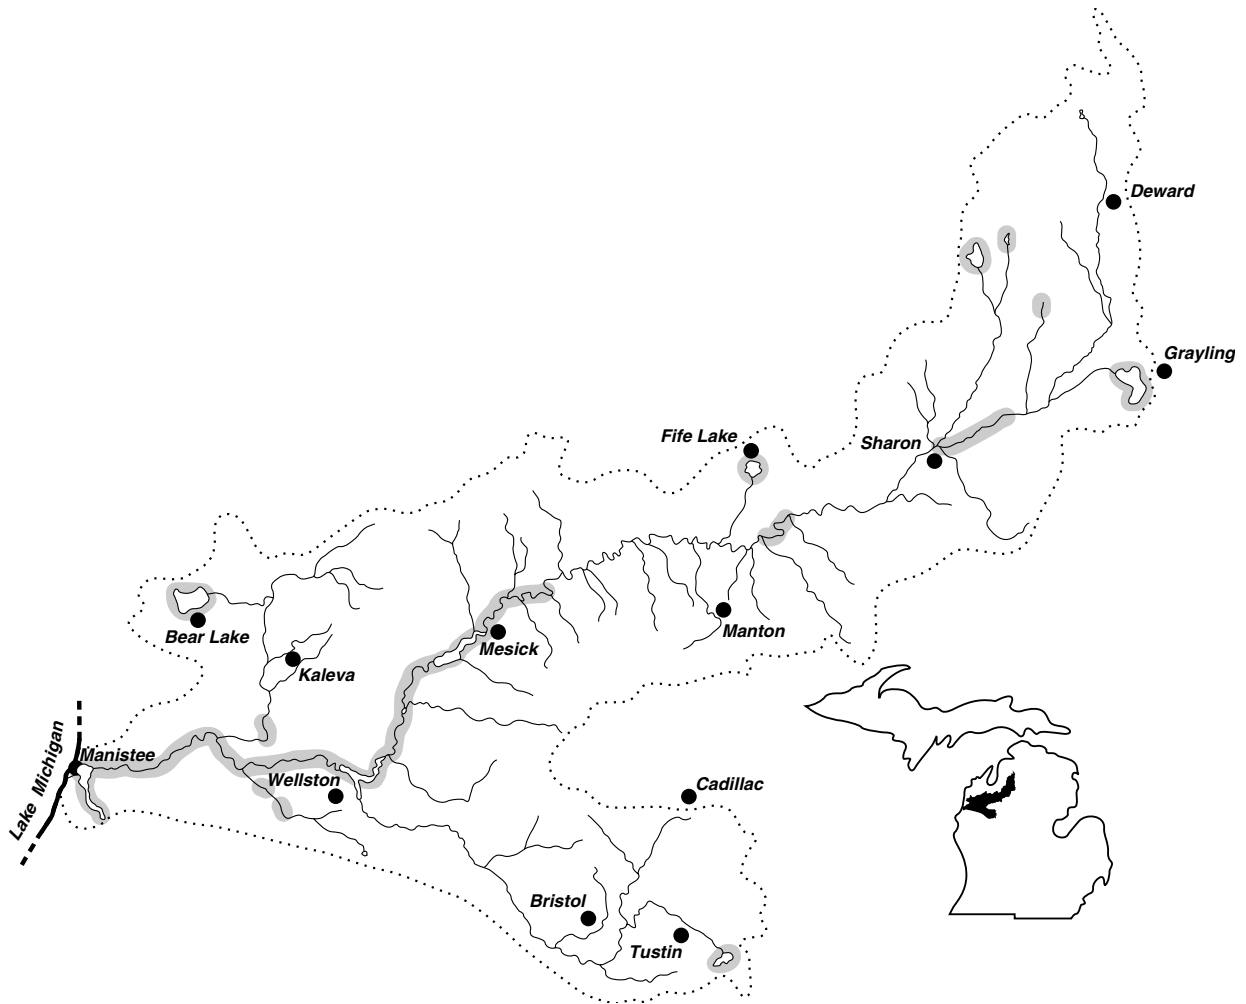 Deward
Grayling
Fife Lake
Sharon
Bear Lake
Manton
Mesick
Kaleva
Lake Michigan
Manistee
Wellston
Cadillac
Bristol
Tustin